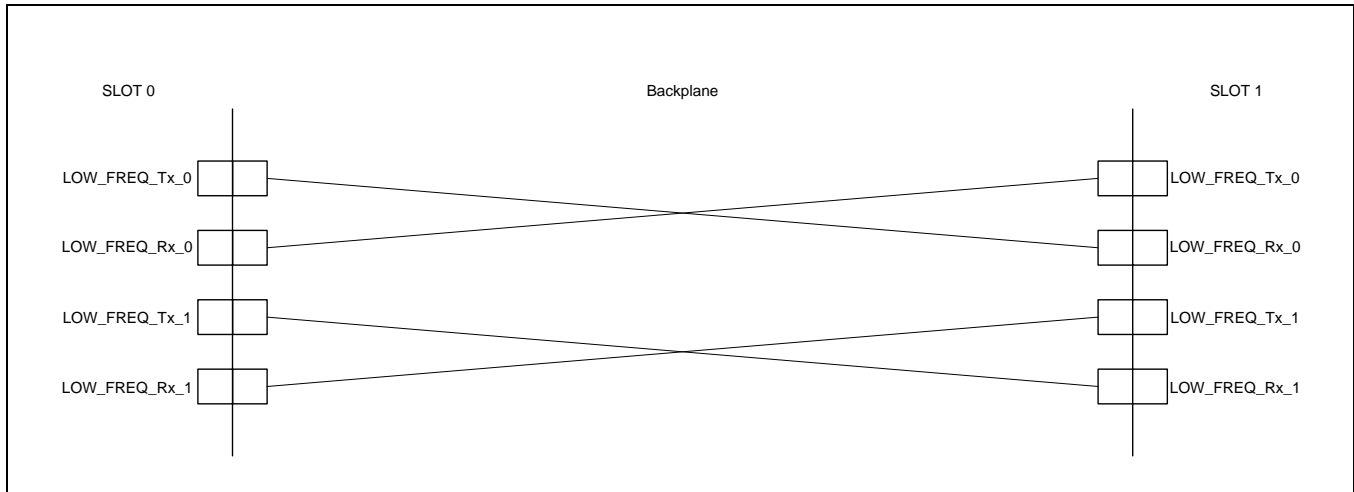 SLOT 0 Backplane SLOT 1
LOW_FREQ_Tx_0 LOW_FREQ_Tx_0
LOW_FREQ_Rx_0 LOW_FREQ_Rx_0
LOW_FREQ_Tx_1 LOW_FREQ_Tx_1
LOW_FREQ_Rx_1 LOW_FREQ_Rx_1